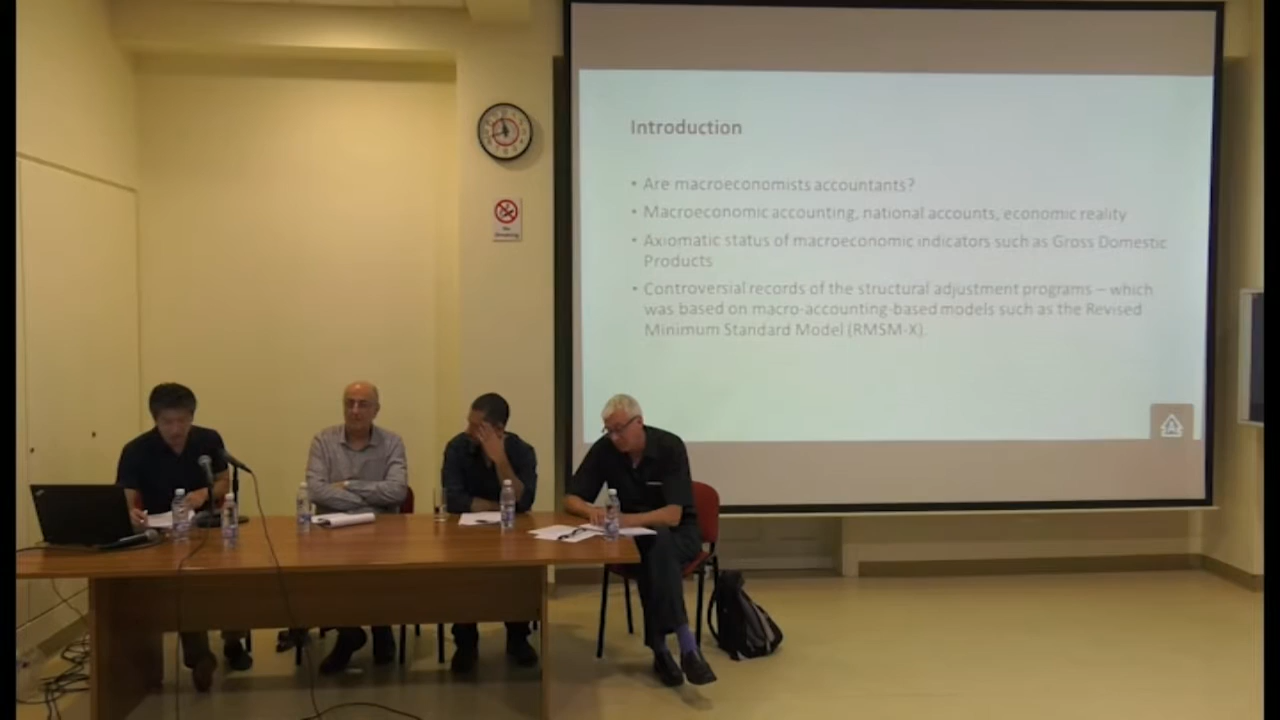 Introduction
• Are macroeconomists accountants?
• Macroeconomic accounting, national accounts, economic reality
• Axiomatic status of macroeconomic indicators such as Gross Domestic
Products
• Controversial records of the structural adjustment programs – which
was based on macro-accounting-based models such as the Revised
Minimum Standard Model (RMSM-X).
No
Smoking